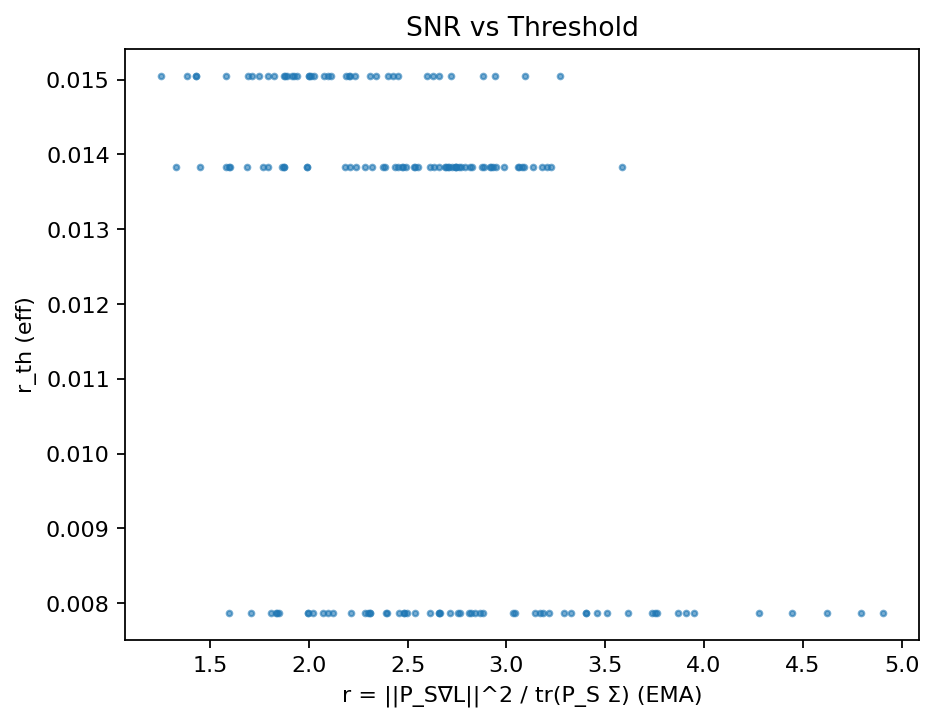 SNR vs Threshold
r_th (eff)
0.015
0.014
0.013
0.012
0.011
0.010
0.009
0.008
1.5 2.0 2.5 3.0 3.5 4.0 4.5 5.0
r = ||P_S∇L||^2 / tr(P_S Σ) (EMA)